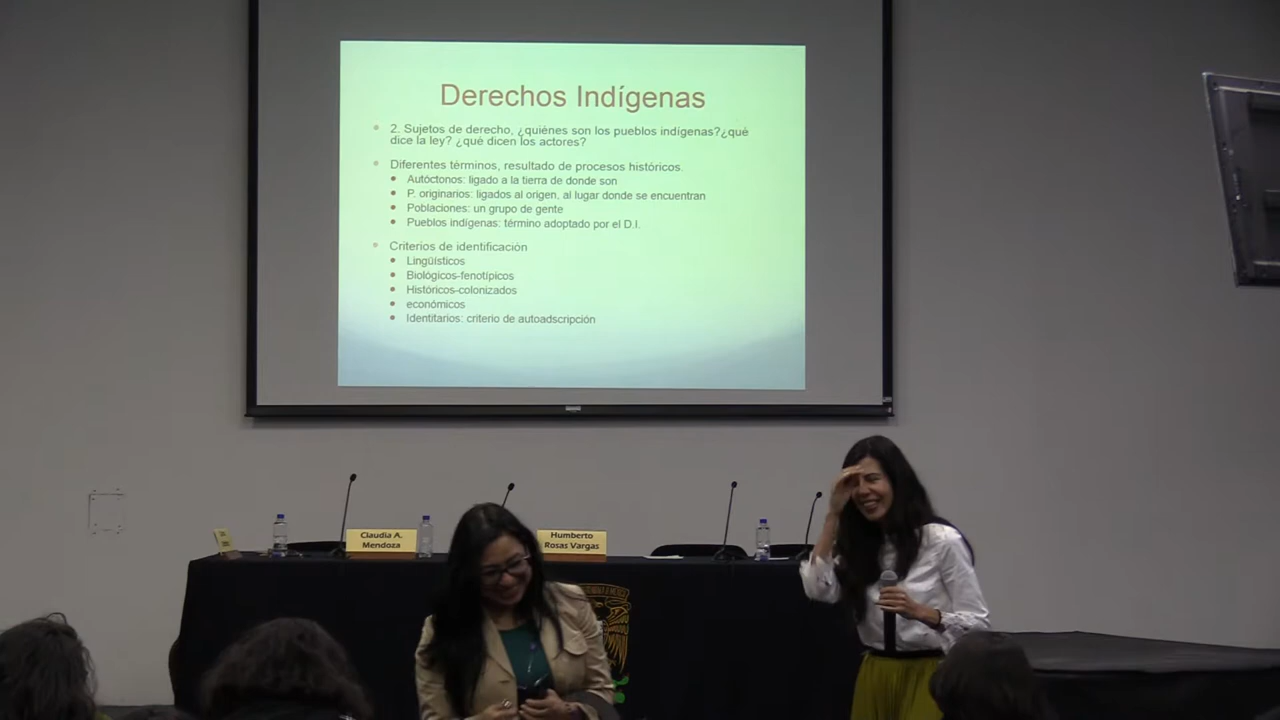 Derechos Indígenas
2. Sujetos de derecho, ¿quiénes son los pueblos indígenas?¿qué
dice la ley? ¿qué dicen los actores?
Diferentes términos, resultado de procesos históricos.
Autóctonos: ligado a la tierra de donde son
P. originarios: ligados al origen, al lugar donde se encuentran
Poblaciones: un grupo de gente
Pueblos indígenas: término adoptado por el D.I.
Criterios de identificación
Lingüísticos
Biológicos-fenotípicos
Históricos-colonizados
económicos
Identitarios: criterio de autoadscripción
Claudia A.
Mendoza
Humberto
Rosas Vargas